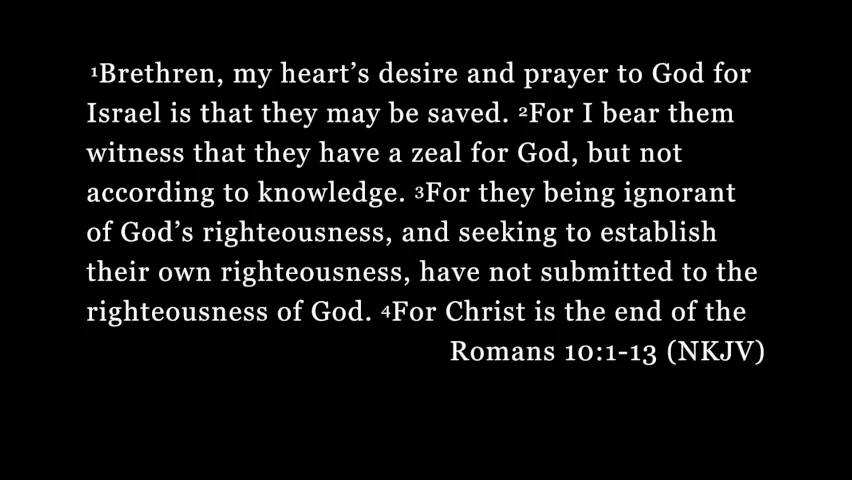 ¹Brethren, my heart’s desire and prayer to God for
Israel is that they may be saved. ²For I bear them
witness that they have a zeal for God, but not
according to knowledge. ³For they being ignorant
of God’s righteousness, and seeking to establish
their own righteousness, have not submitted to the
righteousness of God. ⁴For Christ is the end of the
Romans 10:1-13 (NKJV)